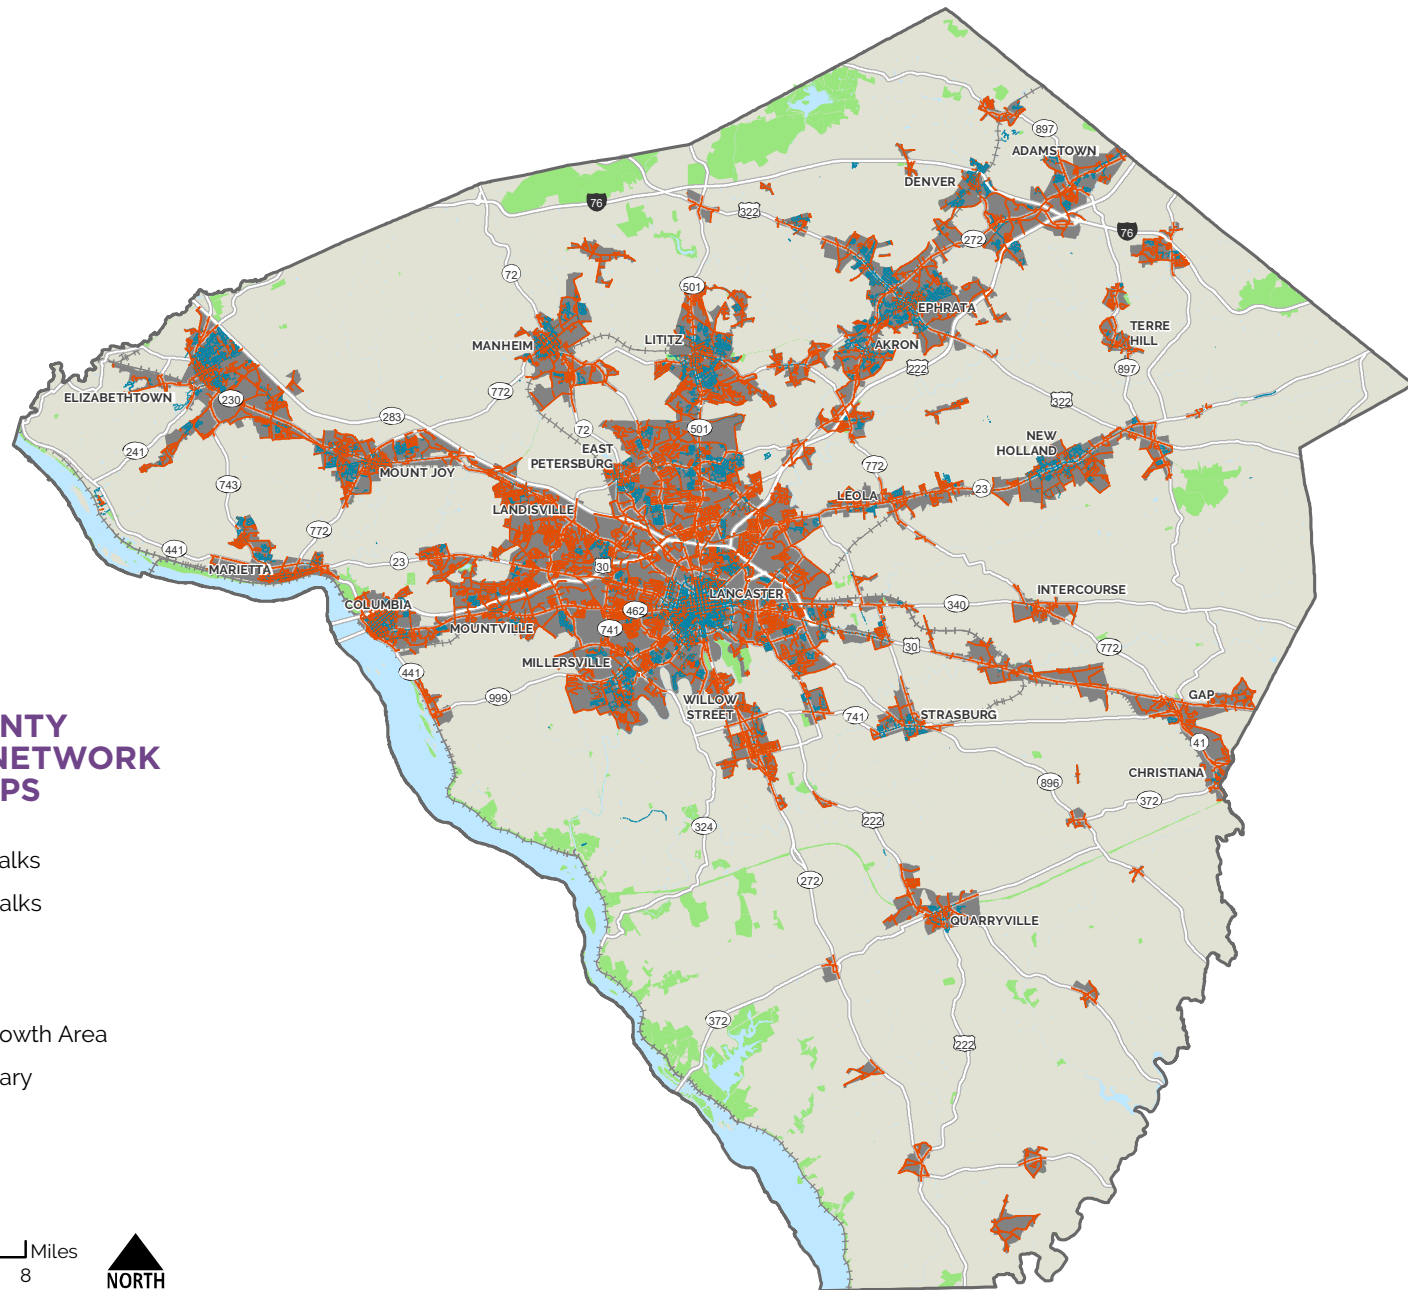 897
ADAMSTOWN
DENVER
76
322
272
76
72
501
EPHRATA
TERRE
HILL
MANHEIM
LITITZ
AKRON
222
897
ELIZABETHTOWN
230
772
322
283
72
501
EAST
PETERSBURG
NEW
HOLLAND
241
MOUNT JOY
772
743
LEOLA
23
LANDISVILLE
772
441
23
MARIETTA
30
INTERCOURSE
COLUMBIA
LANCASTER
340
462
MOUNTVILLE
741
30
772
MILLERSVILLE
441
999
WILLOW
STREET
GAP
741
STRASBURG
41
CHRISTIANA
896
372
324
222
272
QUARRYVILLE
372
222
NTY
NETWORK
PS
alks
alks
owth Area
ary
Miles
8
NORTH